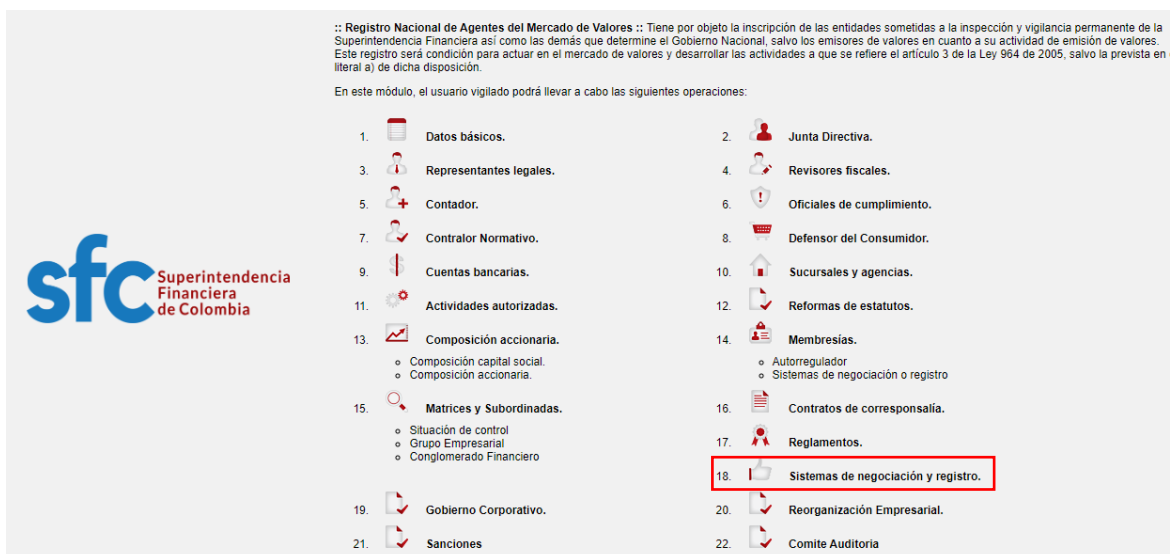 :: Registro Nacional de Agentes del Mercado de Valores :: Tiene por objeto la inscripción de las entidades sometidas a la inspección y vigilancia permanente de la
Superintendencia Financiera así como las demás que determine el Gobierno Nacional, salvo los emisores de valores en cuanto a su actividad de emisión de valores.
Este registro será condición para actuar en el mercado de valores y desarrollar las actividades a que se refiere el artículo 3 de la Ley 964 de 2005, salvo la prevista en
literal a) de dicha disposición.
En este módulo, el usuario vigilado podrá llevar a cabo las siguientes operaciones:
1. Datos básicos.
2. Junta Directiva.
3. Representantes legales.
4. Revisores fiscales.
5. Contador.
6. Oficiales de cumplimiento.
7. Contralor Normativo.
8. Defensor del Consumidor.
9. Cuentas bancarias.
10. Sucursales y agencias.
11. Actividades autorizadas.
12. Reformas de estatutos.
13. Composición accionaria.
Composición capital social.
Composición accionaria.
14. Membresías.
Autorregulador
Sistemas de negociación o registro
15. Matrices y Subordinadas.
Situación de control
Grupo Empresarial
Conglomerado Financiero
16. Contratos de corresponsalía.
17. Reglamentos.
18. Sistemas de negociación y registro.
19. Gobierno Corporativo.
20. Reorganización Empresarial.
21. Sanciones
22. Comite Auditoria
sfc
Superintendencia
Financiera
de Colombia